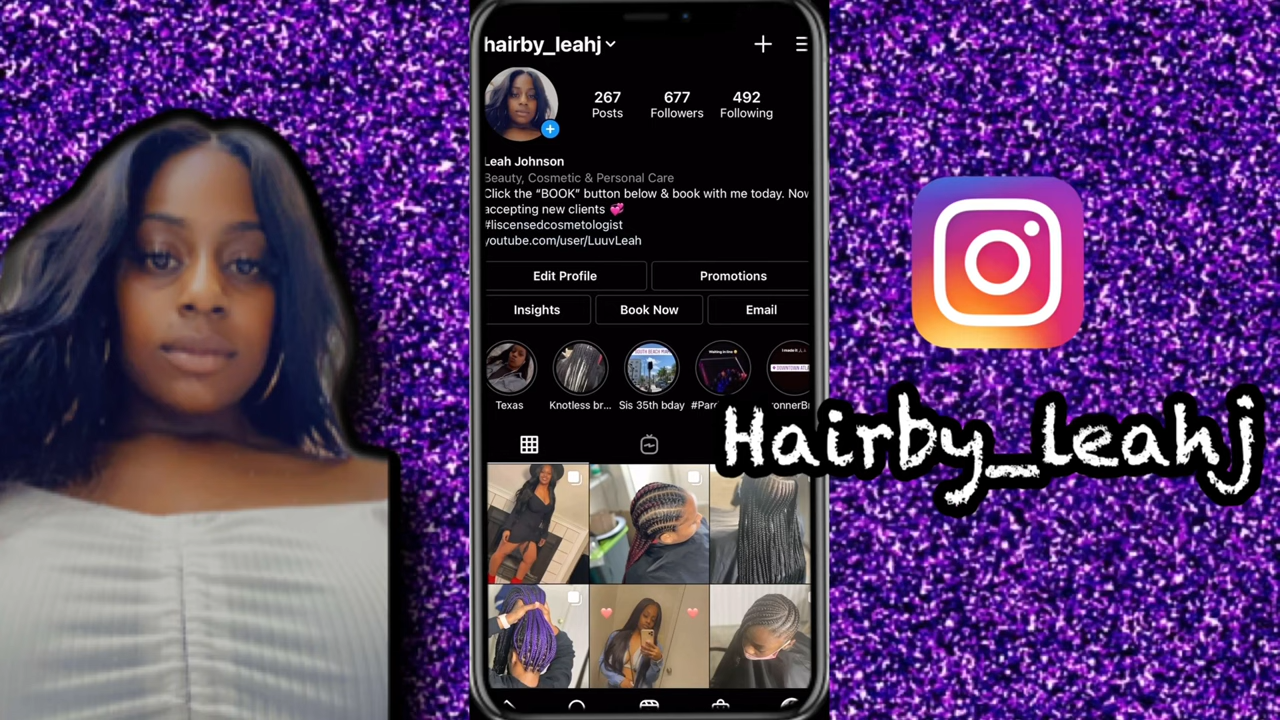 hairby_leahj
267 677 492
Posts Followers Following
Leah Johnson
Beauty, Cosmetic & Personal Care
Click the “BOOK” button below & book with me today. Now
accepting new clients 💞
#liscensedcosmetologist
youtube.com/user/LuuvLeah
Edit Profile Promotions
Insights Book Now Email
Texas Knotless br... Sis 35th bday
Hairby_leahj